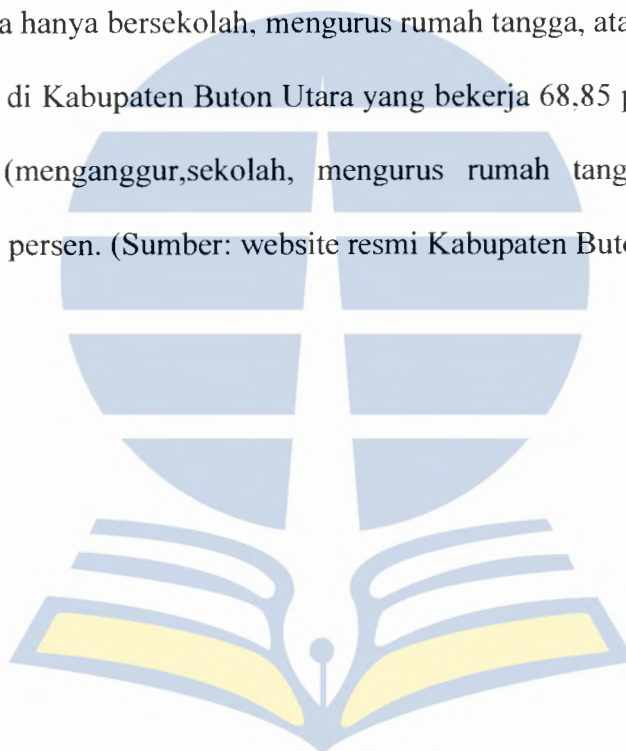 a hanya bersekolah, mengurus rumah tangga, ata
di Kabupaten Buton Utara yang bekerja 68,85 p
(menganggur,sekolah, mengurus rumah tang
persen. (Sumber: website resmi Kabupaten Buto